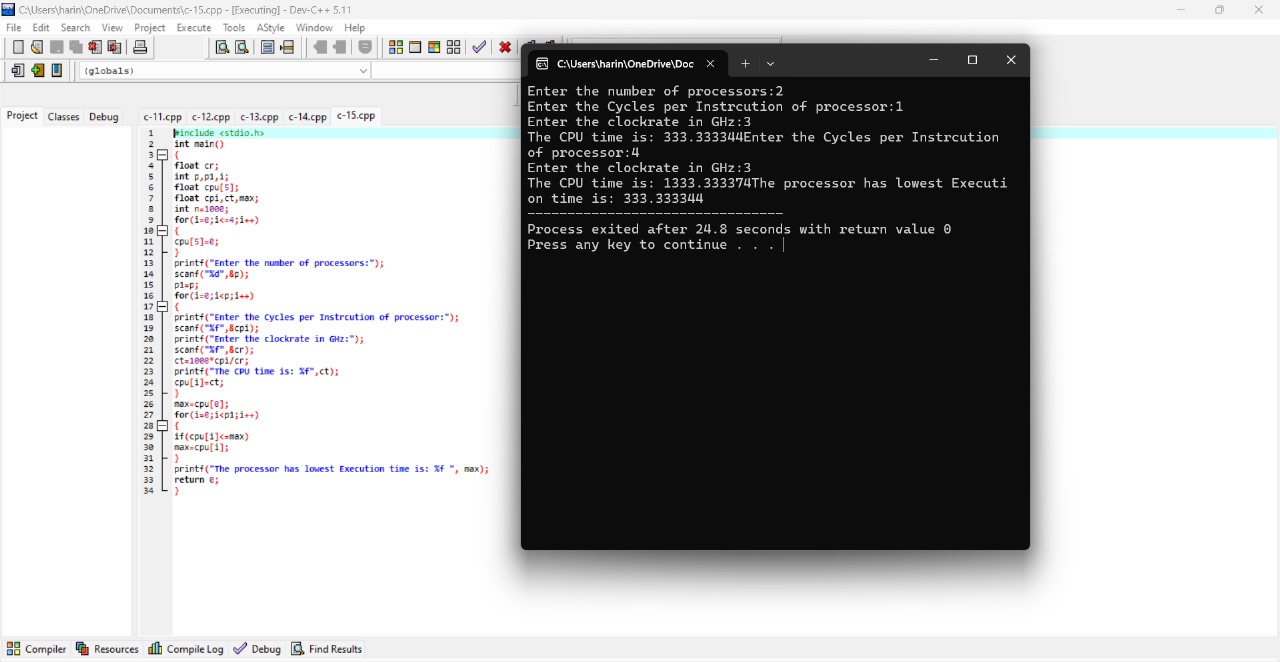 C:\Users\harin\OneDrive\Documents\c-15.cpp - [Executing] - Dev-C++ 5.11
File Edit Search View Project Execute Tools AStyle Window Help
(globals)
Project Classes Debug
c-11.cpp c-12.cpp c-13.cpp c-14.cpp c-15.cpp
1 #include <stdio.h>
2 int main()
3 {
4 float cr;
5 int p,p1,i;
6 float cpu[5];
7 float cpi,ct,max;
8 int n=1000;
9 for(i=0;i<=4;i++)
10 {
11 cpu[5]=0;
12 }
13 printf("Enter the number of processors:");
14 scanf("%d",&p);
15 p1=p;
16 for(i=0;i<p;i++)
17 {
18 printf("Enter the Cycles per Instrcution of processor:");
19 scanf("%f",&cpi);
20 printf("Enter the clockrate in GHz:");
21 scanf("%f",&cr);
22 ct=1000*cpi/cr;
23 printf("The CPU time is: %f",ct);
24 cpu[i]=ct;
25 }
26 max=cpu[0];
27 for(i=0;i<p1;i++)
28 {
29 if(cpu[i]<=max)
30 max=cpu[i];
31 }
32 printf("The processor has lowest Execution time is: %f ", max);
33 return 0;
34 }
C:\Users\harin\OneDrive\Doc
Enter the number of processors:2
Enter the Cycles per Instrcution of processor:1
Enter the clockrate in GHz:3
The CPU time is: 333.333344Enter the Cycles per Instrcution
of processor:4
Enter the clockrate in GHz:3
The CPU time is: 1333.333374The processor has lowest Executi
on time is: 333.333344
--------------------------------
Process exited after 24.8 seconds with return value 0
Press any key to continue . . .
Compiler Resources Compile Log Debug Find Results